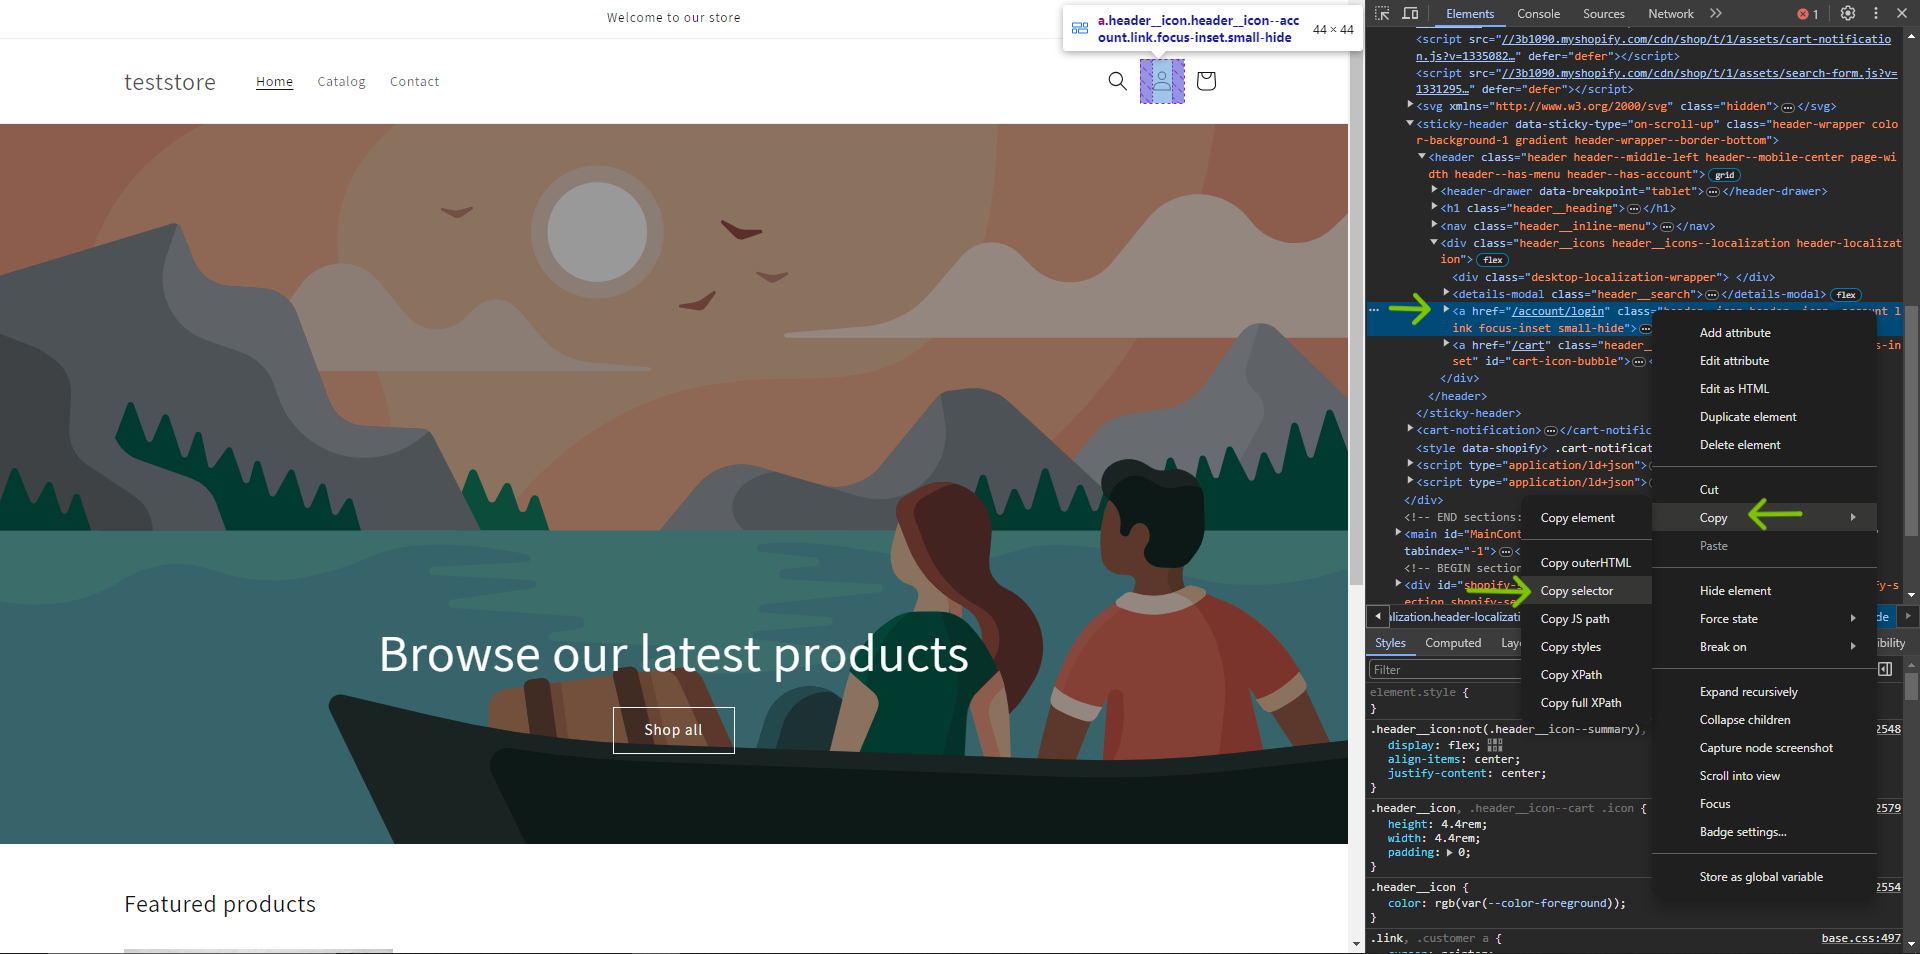 Welcome to our store
teststore
Home
Catalog
Contact
a.header__icon.header__icon--acc
ount.link.focus-inset.small-hide
44 × 44
Browse our latest products
Shop all
Featured products
Elements
Console
Sources
Network
1
<script src="//3b1090.myshopify.com/cdn/shop/t/1/assets/cart-notificatio
n.js?v=1335082…" defer="defer"></script>
<script src="//3b1090.myshopify.com/cdn/shop/t/1/assets/search-form.js?v=
1331295…" defer="defer"></script>
<svg xmlns="http://www.w3.org/2000/svg" class="hidden">…</svg>
<sticky-header data-sticky-type="on-scroll-up" class="header-wrapper colo
r-background-1 gradient header-wrapper--border-bottom">
<header class="header header--middle-left header--mobile-center page-wi
dth header--has-menu header--has-account"> grid
<header-drawer data-breakpoint="tablet">…</header-drawer>
<h1 class="header__heading">…</h1>
<nav class="header__inline-menu">…</nav>
<div class="header__icons header__icons--localization header-localizat
ion"> flex
<div class="desktop-localization-wrapper"> </div>
<details-modal class="header__search">…</details-modal> flex
<a href="/account/login" class="header__icon header__icon--account l
ink focus-inset small-hide">…
<a href="/cart" class="header_ s-in
set" id="cart-icon-bubble">…
</div>
</header>
</sticky-header>
<cart-notification>…</cart-notific
<style data-shopify> .cart-notificat
<script type="application/ld+json">
<script type="application/ld+json">
</div>
<!-- END sections:
<main id="MainCont
tabindex="-1">…<
<!-- BEGIN section
<div id="shopify-s fy-s
ection shopify-sec
Add attribute
Edit attribute
Edit as HTML
Duplicate element
Delete element
Cut
Copy
Paste
Hide element
Force state
Break on
Expand recursively
Collapse children
Capture node screenshot
Scroll into view
Focus
Badge settings...
Store as global variable
Copy element
Copy outerHTML
Copy selector
Copy JS path
Copy styles
Copy XPath
Copy full XPath
lization.header-localizati
de
Styles
Computed
Lay
ibility
Filter
element.style {
}
.header__icon:not(.header__icon--summary), 2548
display: flex;
align-items: center;
justify-content: center;
}
.header__icon, .header__icon--cart .icon { 2579
height: 4.4rem;
width: 4.4rem;
padding: 0;
}
.header__icon { 2554
color: rgb(var(--color-foreground));
}
.link, .customer a { base.css:497